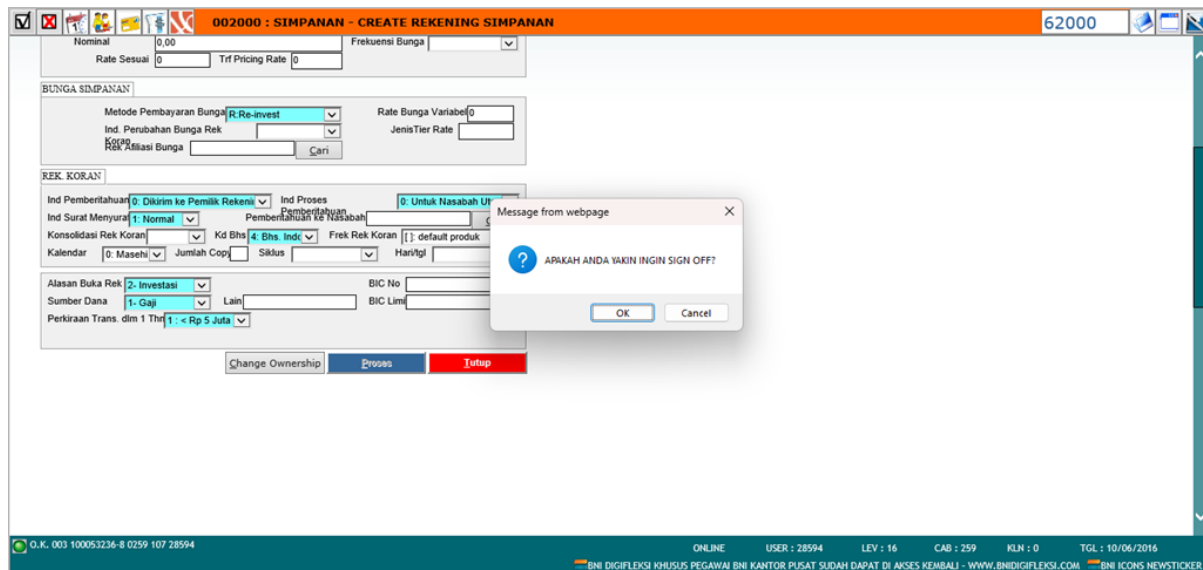 002000 : SIMPANAN - CREATE REKENING SIMPANAN 62000
Nominal 0,00 Frekuensi Bunga
Rate Sesuai 0 Trf Pricing Rate 0
BUNGA SIMPANAN
Metode Pembayaran Bunga R:Re-invest Rate Bunga Variabel 0
Ind. Perubahan Bunga Rek Koran JenisTier Rate
Rek Afiliasi Bunga Cari
REK. KORAN
Ind Pemberitahuan 0: Dikirim ke Pemilik Rekeni Ind Proses Pemberitahuan 0: Untuk Nasabah Ut
Ind Surat Menyurat 1: Normal Pemberitahuan ke Nasabah
Konsolidasi Rek Koran Kd Bhs 4: Bhs. Indo Frek Rek Koran [ ]: default produk
Kalendar 0: Masehi Jumlah Copy Siklus Hari/tgl
Alasan Buka Rek 2- Investasi BIC No
Sumber Dana 1- Gaji Lain BIC Limi
Perkiraan Trans. dlm 1 Thn 1 : < Rp 5 Juta
Change Ownership Proses Tutup
Message from webpage
APAKAH ANDA YAKIN INGIN SIGN OFF?
OK Cancel
O.K. 003 100053236-8 0259 107 28594 ONLINE USER : 28594 LEV : 16 CAB : 259 KLN : 0 TGL : 10/06/2016
BNI DIGIFLEKSI KHUSUS PEGAWAI BNI KANTOR PUSAT SUDAH DAPAT DI AKSES KEMBALI - WWW.BNIDIGIFLEKSI.COM BNI ICONS NEWSTICKER